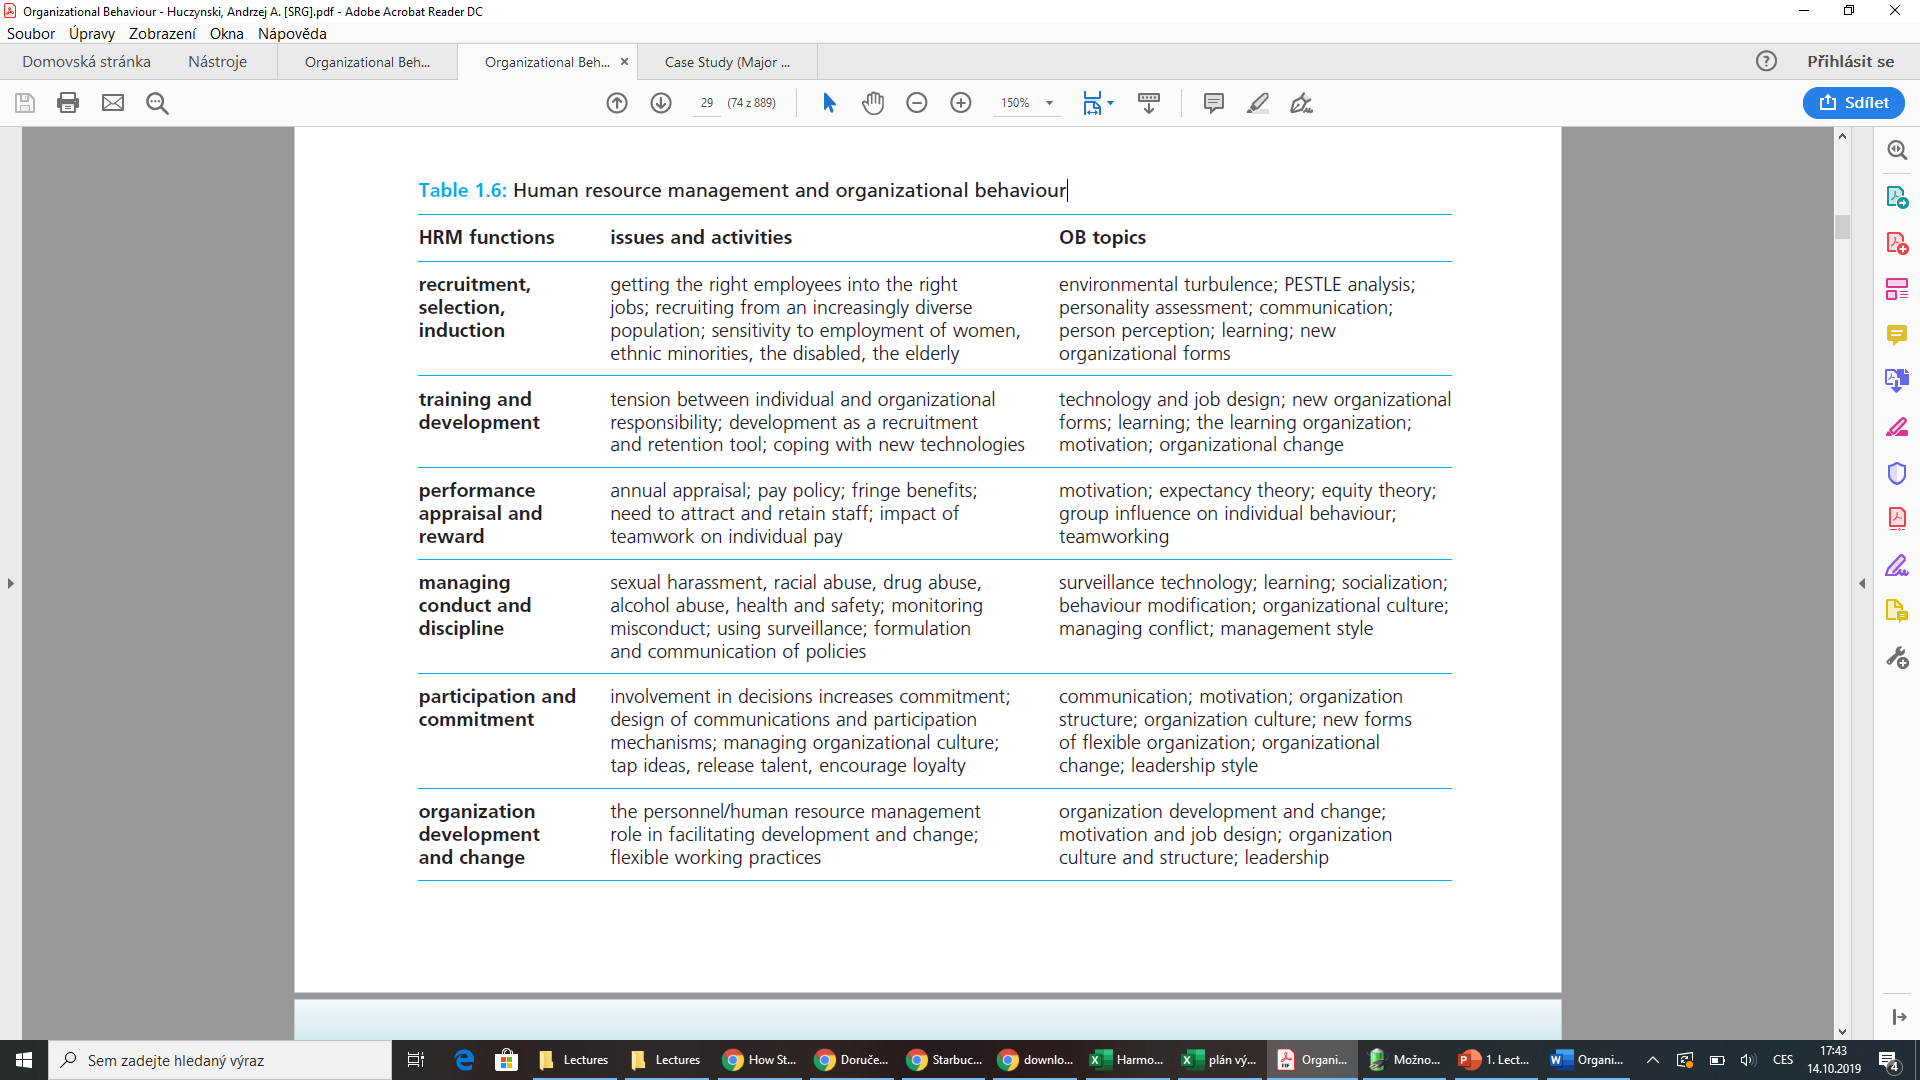 Organizational Behaviour - Huczynski, Andrzej A. [SRG].pdf - Adobe Acrobat Reader DC
Soubor Úpravy Zobrazení Okna Nápověda
Domovská stránka Nástroje Organizational Beh... Organizational Beh... × Case Study (Major ... Přihlásit se
29 (74 z 889) 150% Sdílet
Table 1.6: Human resource management and organizational behaviour
HRM functions issues and activities OB topics
recruitment, getting the right employees into the right environmental turbulence; PESTLE analysis;
selection, jobs; recruiting from an increasingly diverse personality assessment; communication;
induction population; sensitivity to employment of women, person perception; learning; new
ethnic minorities, the disabled, the elderly organizational forms
training and tension between individual and organizational technology and job design; new organizational
development responsibility; development as a recruitment forms; learning; the learning organization;
and retention tool; coping with new technologies motivation; organizational change
performance annual appraisal; pay policy; fringe benefits; motivation; expectancy theory; equity theory;
appraisal and need to attract and retain staff; impact of group influence on individual behaviour;
reward teamwork on individual pay teamworking
managing sexual harassment, racial abuse, drug abuse, surveillance technology; learning; socialization;
conduct and alcohol abuse, health and safety; monitoring behaviour modification; organizational culture;
discipline misconduct; using surveillance; formulation managing conflict; management style
and communication of policies
participation and involvement in decisions increases commitment; communication; motivation; organization
commitment design of communications and participation structure; organization culture; new forms
mechanisms; managing organizational culture; of flexible organization; organizational
tap ideas, release talent, encourage loyalty change; leadership style
organization the personnel/human resource management organization development and change;
development role in facilitating development and change; motivation and job design; organization
and change flexible working practices culture and structure; leadership
Sem zadejte hledaný výraz Lectures Lectures How St... Doruče... Starbuc... downlo... Harmo... plán vý... Organi... Možno... 1. Lect... Organi... CES 17:43
14.10.2019 4